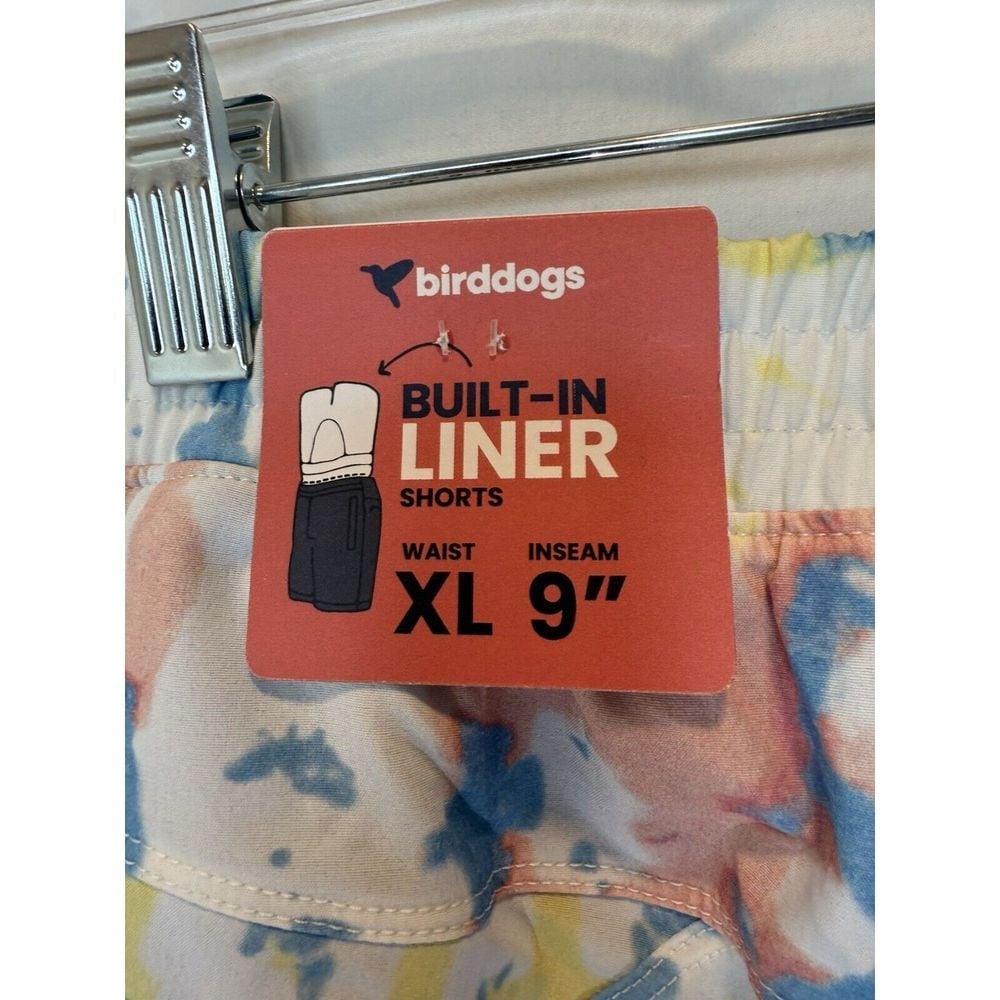 birddogs
BUILT-IN
LINER
SHORTS
WAIST INSEAM
XL 9”